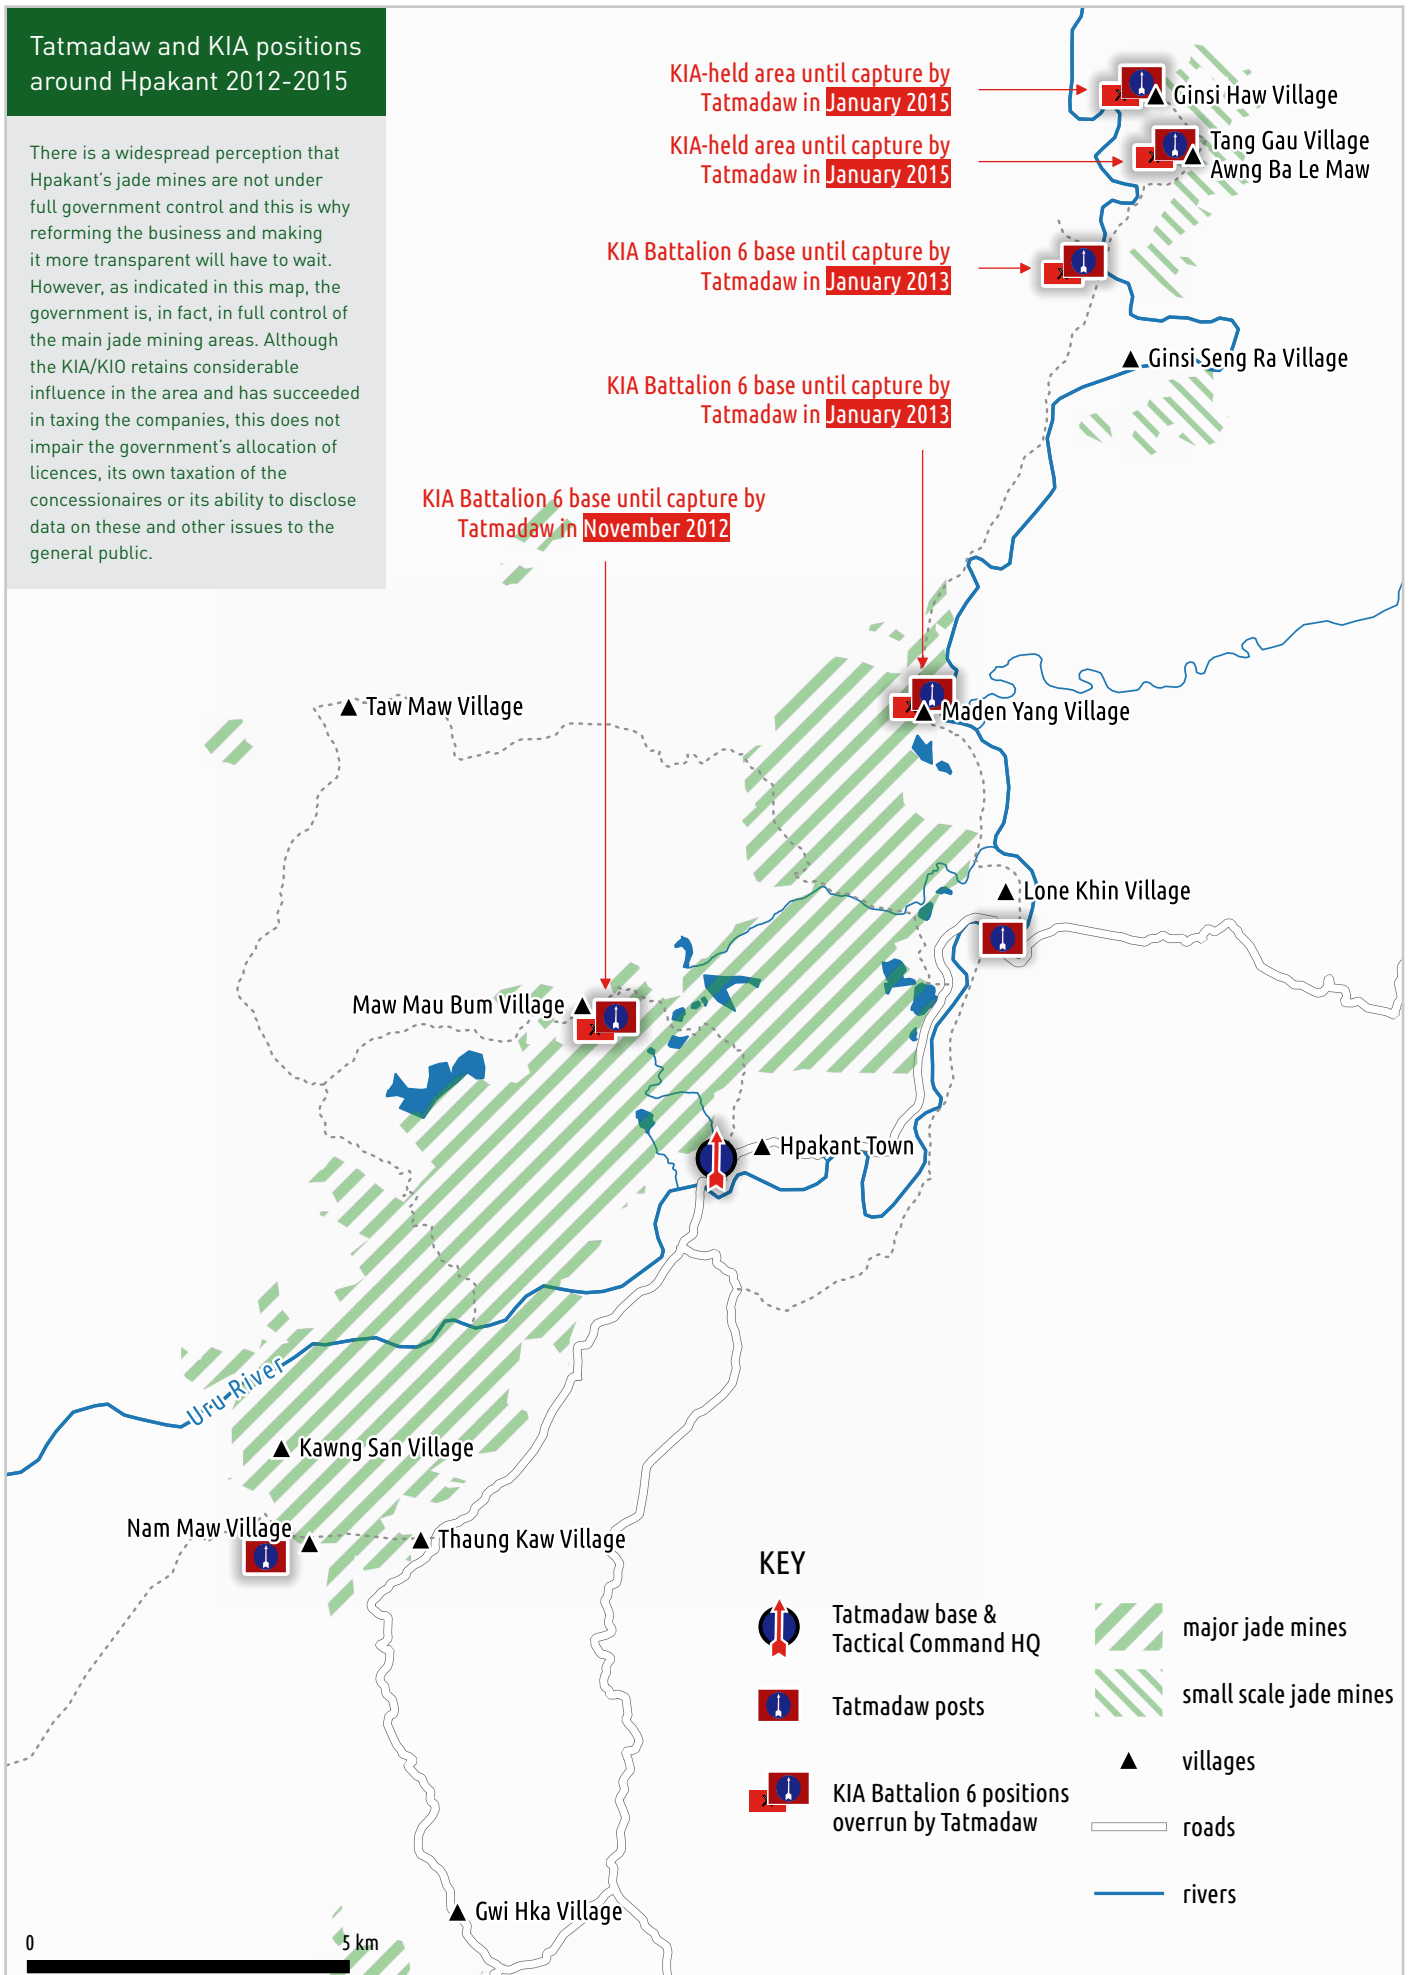 Tatmadaw and KIA positions
around Hpakant 2012-2015
There is a widespread perception that
Hpakant's jade mines are not under
full government control and this is why
reforming the business and making
it more transparent will have to wait.
However, as indicated in this map, the
government is, in fact, in full control of
the main jade mining areas. Although
the KIA/KIO retains considerable
influence in the area and has succeeded
in taxing the companies, this does not
impair the government's allocation of
licences, its own taxation of the
concessionaires or its ability to disclose
data on these and other issues to the
general public.
KIA-held area until capture by
Tatmadaw in January 2015
Ginsi Haw Village
KIA-held area until capture by
Tatmadaw in January 2015
Tang Gau Village
Awng Ba Le Maw
KIA Battalion 6 base until capture by
Tatmadaw in January 2013
Ginsi Seng Ra Village
KIA Battalion 6 base until capture by
Tatmadaw in January 2013
KIA Battalion 6 base until capture by
Tatmadaw in November 2012
Taw Maw Village
Maden Yang Village
Lone Khin Village
Maw Mau Bum Village
Hpakant Town
Uru River
Kawng San Village
Nam Maw Village
Thaung Kaw Village
Gwi Hka Village
KEY
Tatmadaw base &
Tactical Command HQ
Tatmadaw posts
KIA Battalion 6 positions
overrun by Tatmadaw
major jade mines
small scale jade mines
villages
roads
rivers
0
5 km